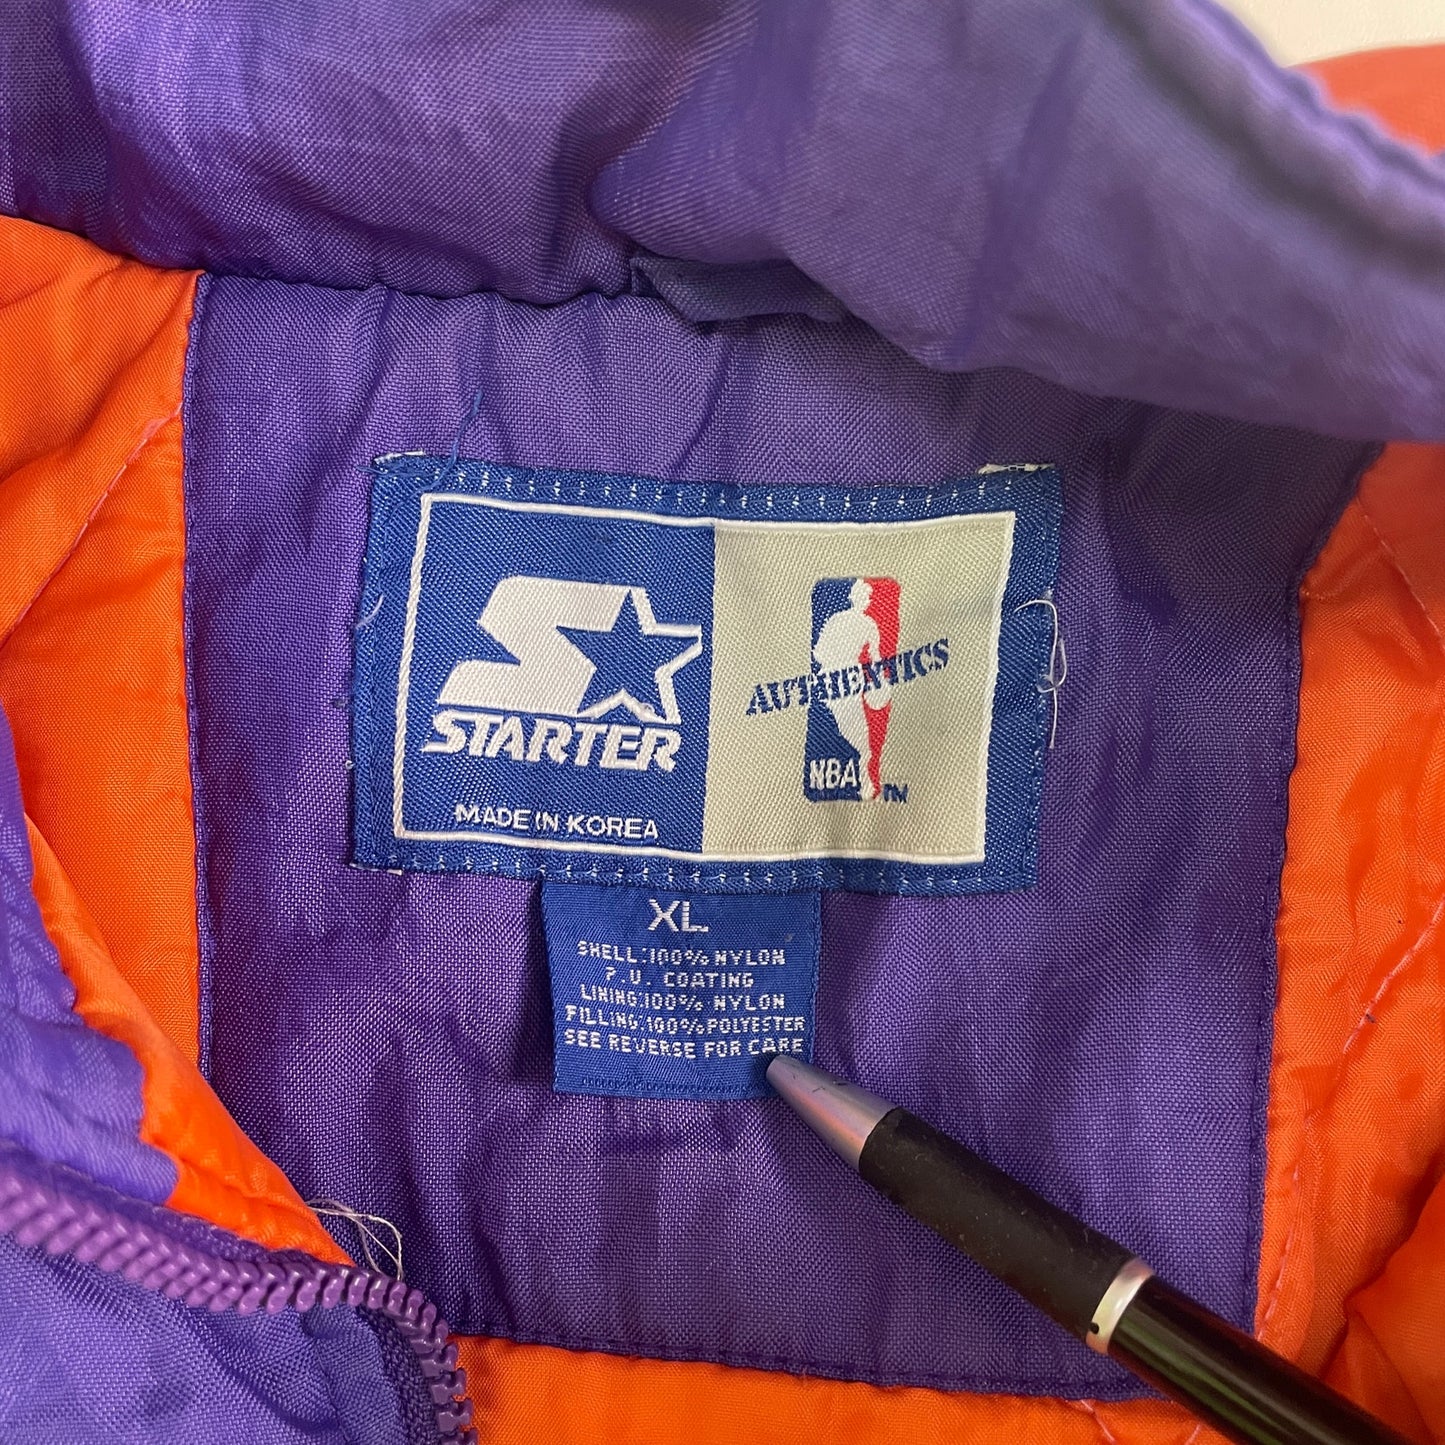 STARTER
MADE IN KOREA
AUTHENTICS
NBA
TM
XL
SHELL:100% NYLON
P.U. COATING
LINING:100% NYLON
FILLING:100% POLYESTER
SEE REVERSE FOR CARE